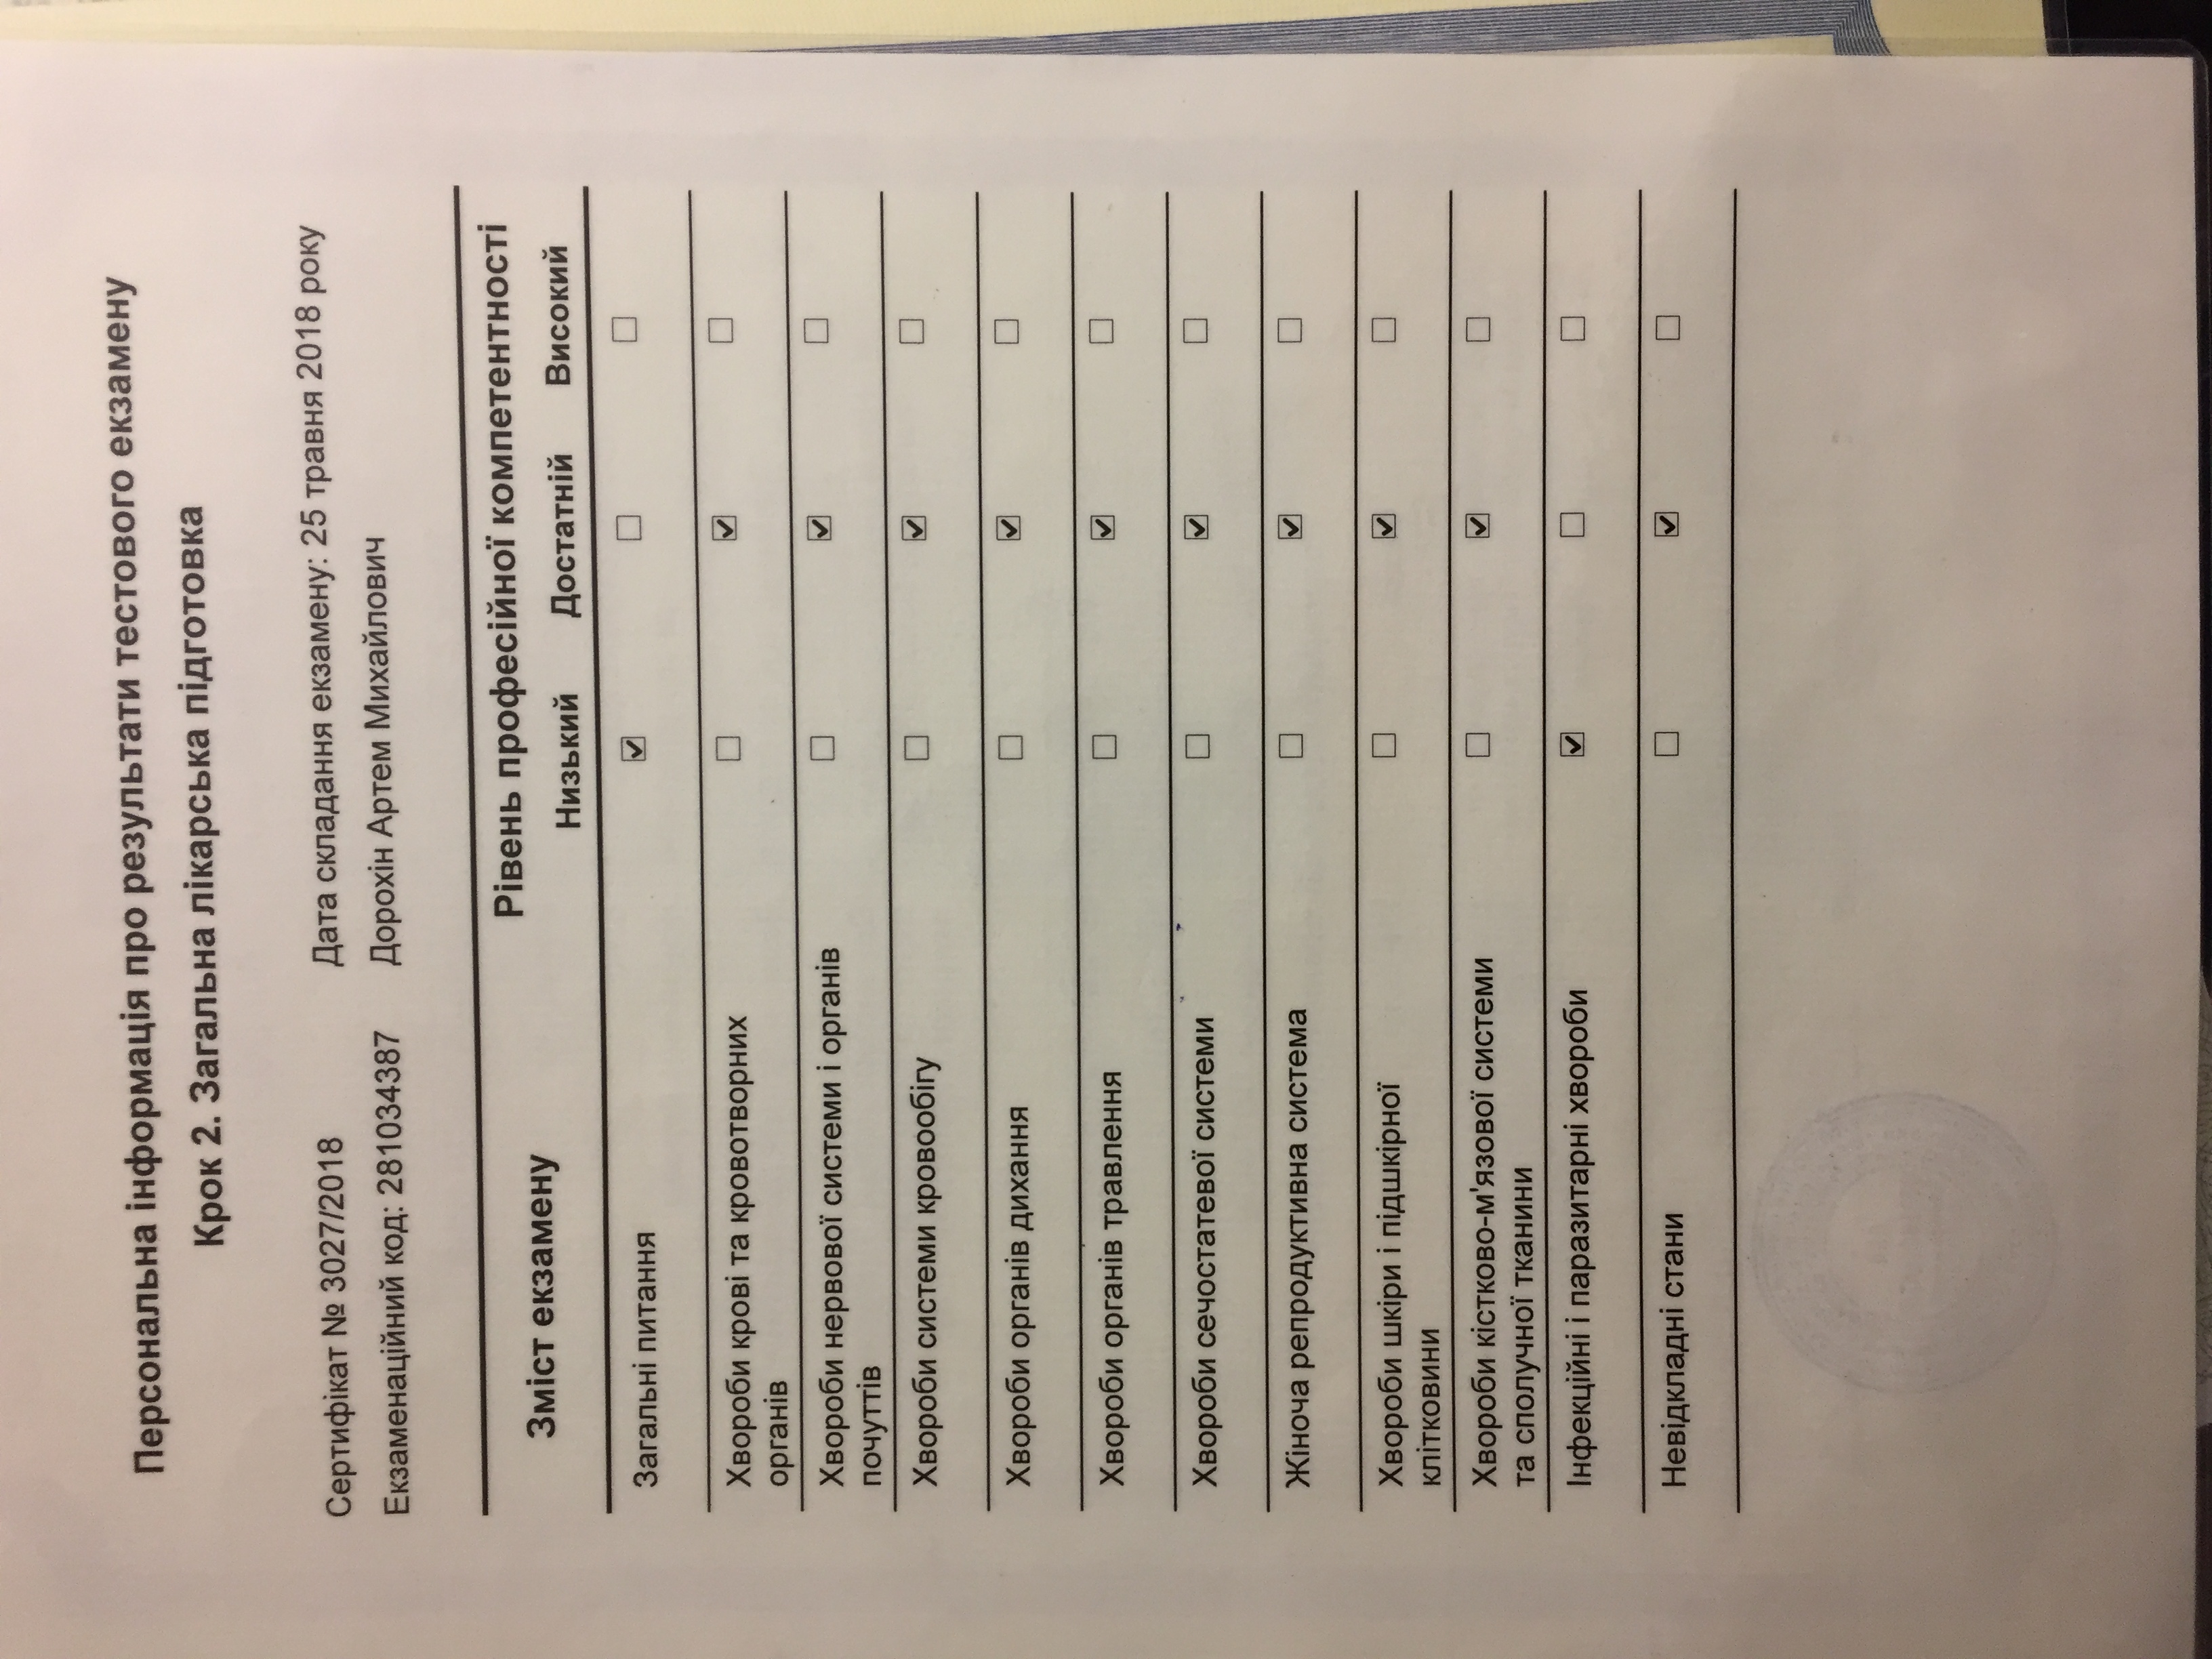 Персональна інформація про результати тестового екзамену
Крок 2. Загальна лікарська підготовка
Сертифікат № 3027/2018 Дата складання екзамену: 25 травня 2018 року
Екзаменаційний код: 281034387 Дорохін Артем Михайлович
Зміст екзамену Рівень професійної компетентності
Низький Достатній Високий
Загальні питання ☑ ☐ ☐
Хвороби крові та кровотворних ☐ ☑ ☐
органів
Хвороби нервової системи і органів ☐ ☑ ☐
почуттів
Хвороби системи кровообігу ☐ ☑ ☐
Хвороби органів дихання ☐ ☑ ☐
Хвороби органів травлення ☐ ☑ ☐
Хвороби сечостатевої системи ☐ ☑ ☐
Жіноча репродуктивна система ☐ ☑ ☐
Хвороби шкіри і підшкірної ☐ ☑ ☐
клітковини
Хвороби кістково-м'язової системи ☐ ☑ ☐
та сполучної тканини
Інфекційні і паразитарні хвороби ☑ ☐ ☐
Невідкладні стани ☐ ☑ ☐